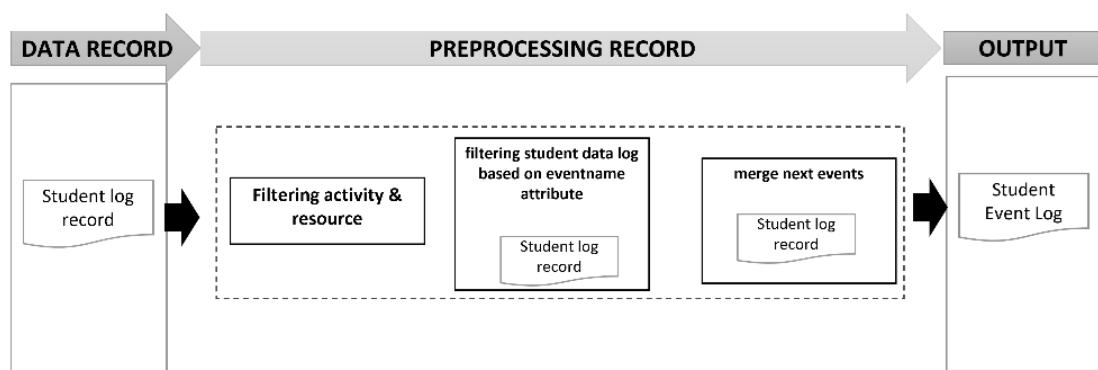 DATA RECORD
PREPROCESSING RECORD
OUTPUT
Student log
record
Filtering activity &
resource
filtering student data log
based on eventname
attribute
Student log
record
merge next events
Student log
record
Student
Event Log